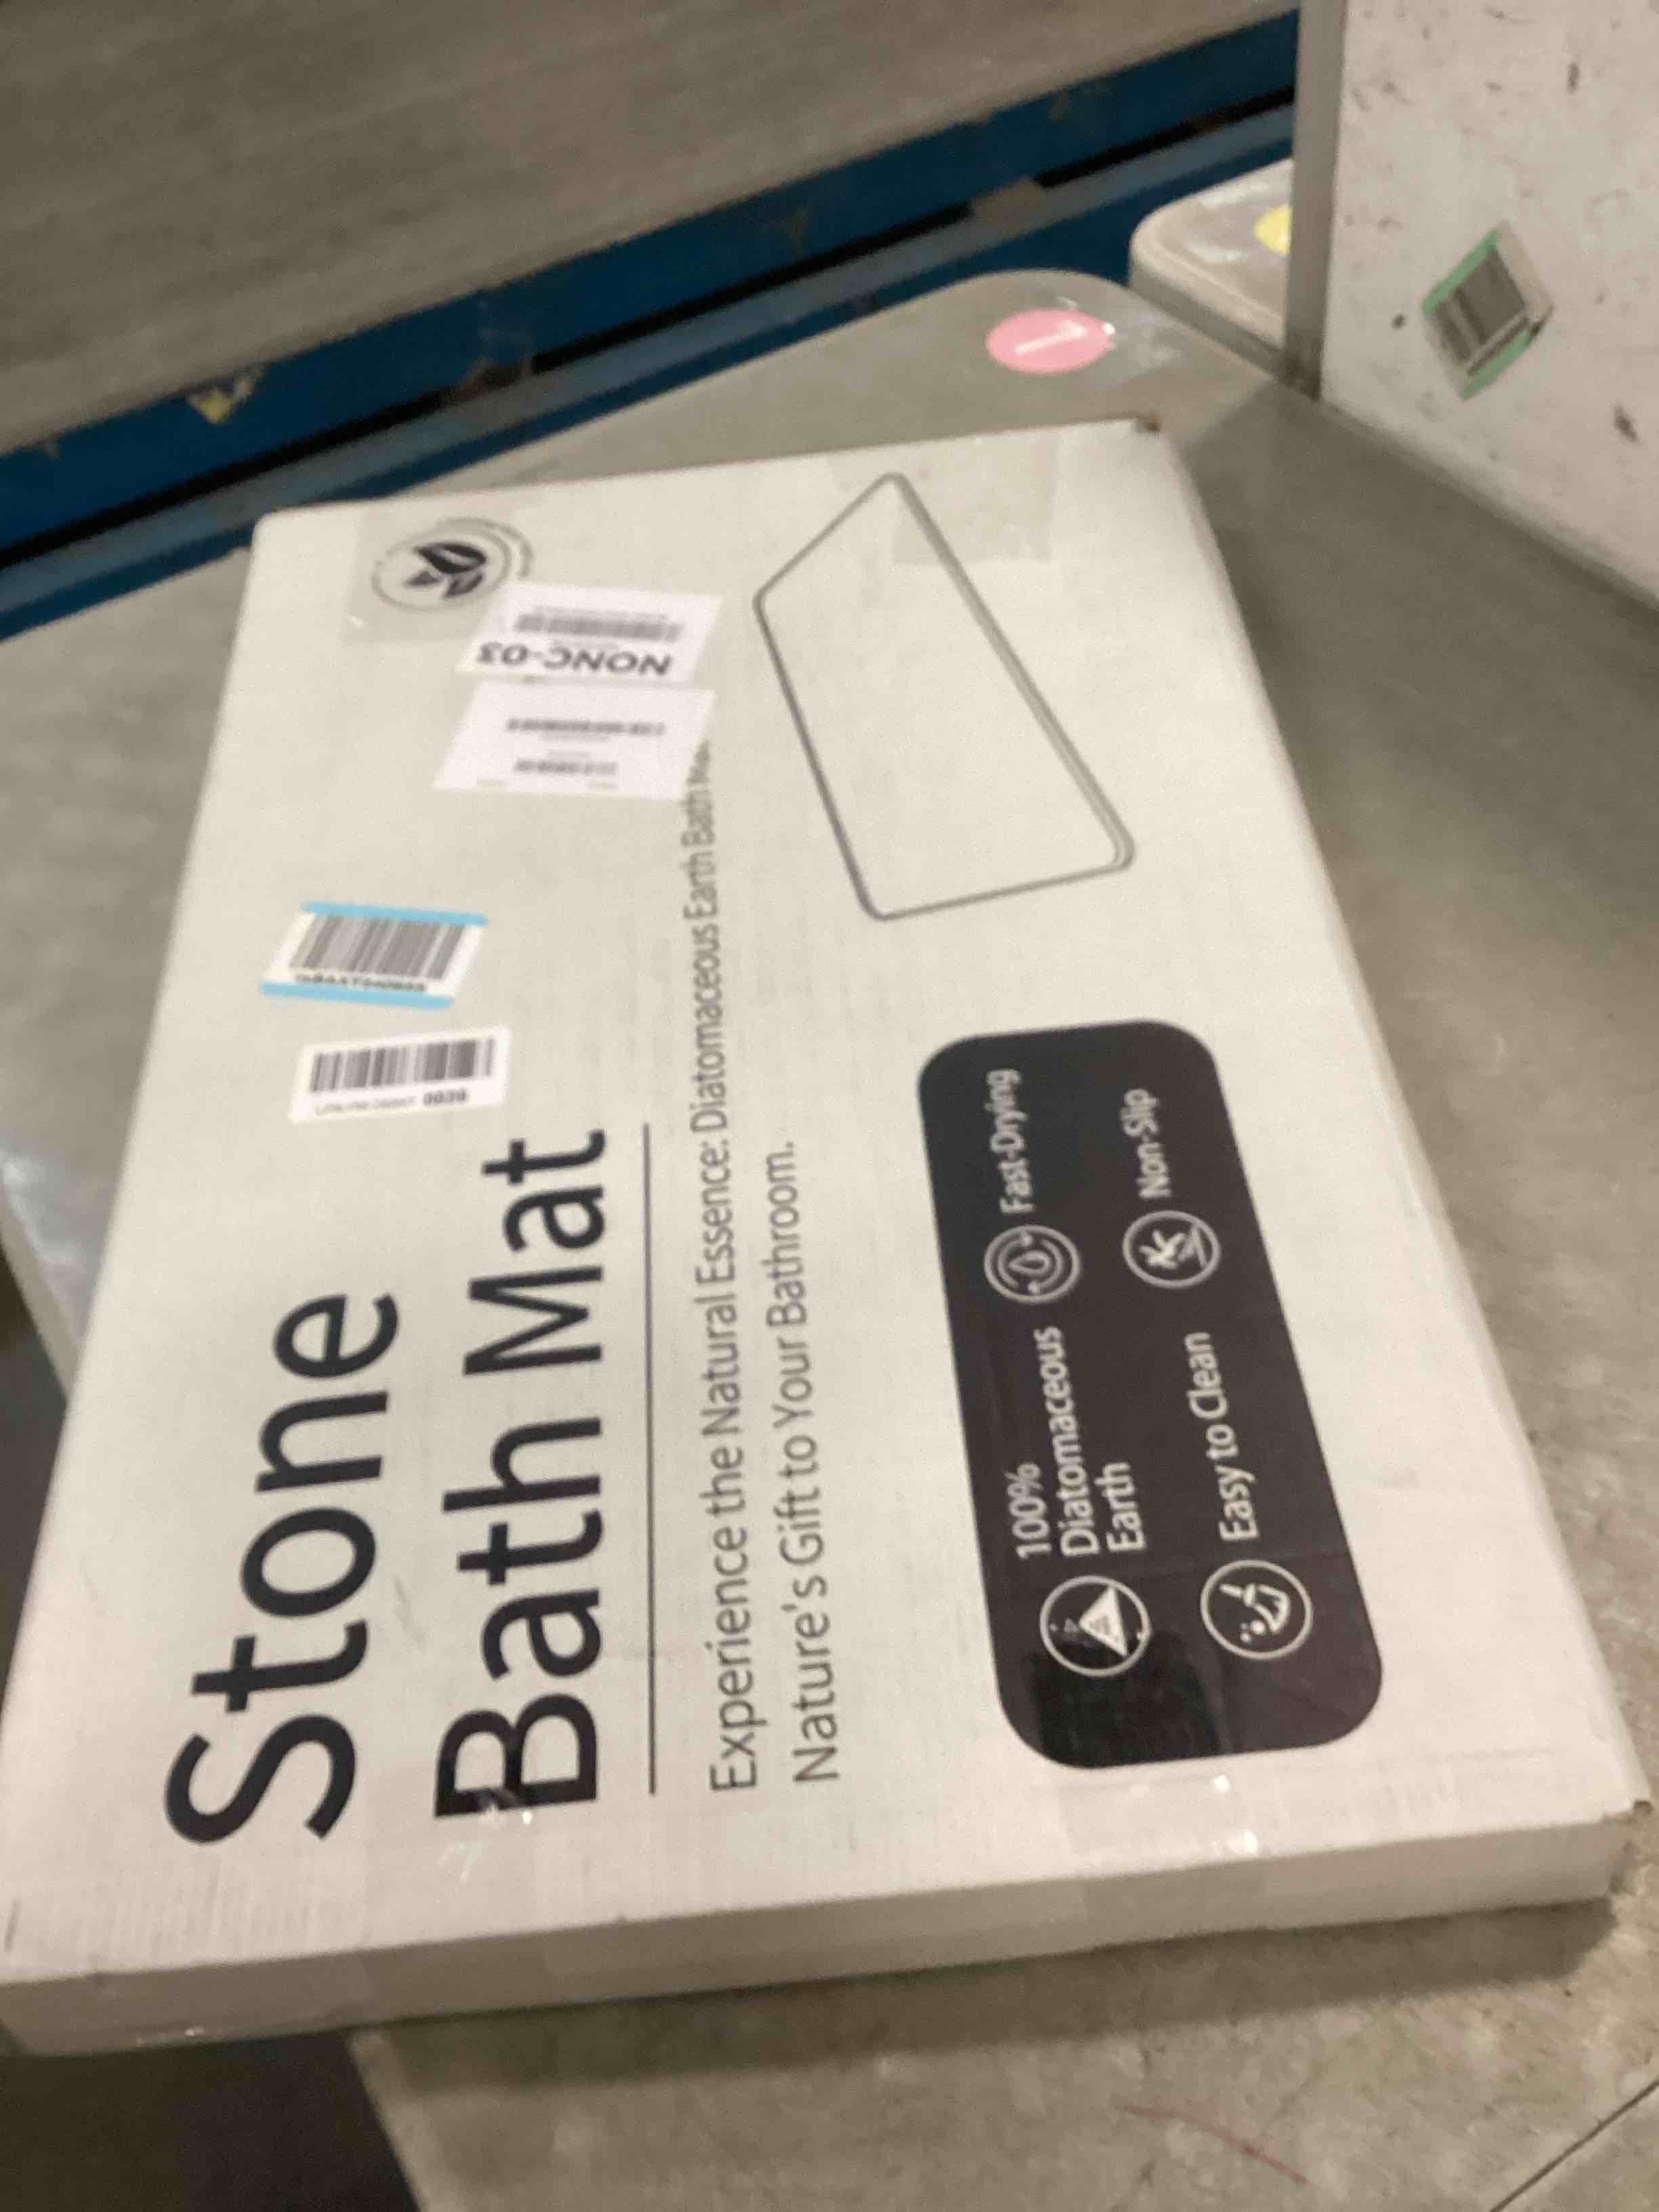 Stone
Bath Mat
Experience the Natural Essence: Diatomaceous Earth Bath
Nature's Gift to Your Bathroom.
100%
Diatomaceous
Earth
Fast-Drying
Easy to Clean
Non-Slip
NONC-03
0039